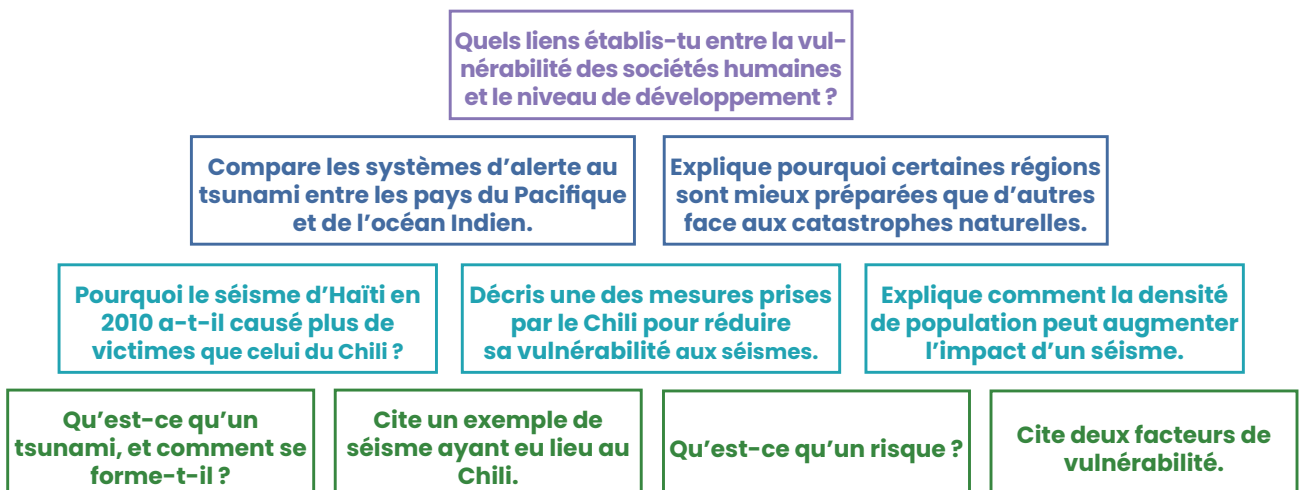 Quels liens établis-tu entre la vul-
nérabilité des sociétés humaines
et le niveau de développement ?
Compare les systèmes d'alerte au
tsunami entre les pays du Pacifique
et de l'océan Indien.
Explique pourquoi certaines régions
sont mieux préparées que d'autres
face aux catastrophes naturelles.
Pourquoi le séisme d'Haïti en
2010 a-t-il causé plus de
victimes que celui du Chili ?
Décris une des mesures prises
par le Chili pour réduire
sa vulnérabilité aux séismes.
Explique comment la densité
de population peut augmenter
l'impact d'un séisme.
Qu'est-ce qu'un
tsunami, et comment se
forme-t-il ?
Cite un exemple de
séisme ayant eu lieu au
Chili.
Qu'est-ce qu'un risque ?
Cite deux facteurs de
vulnérabilité.